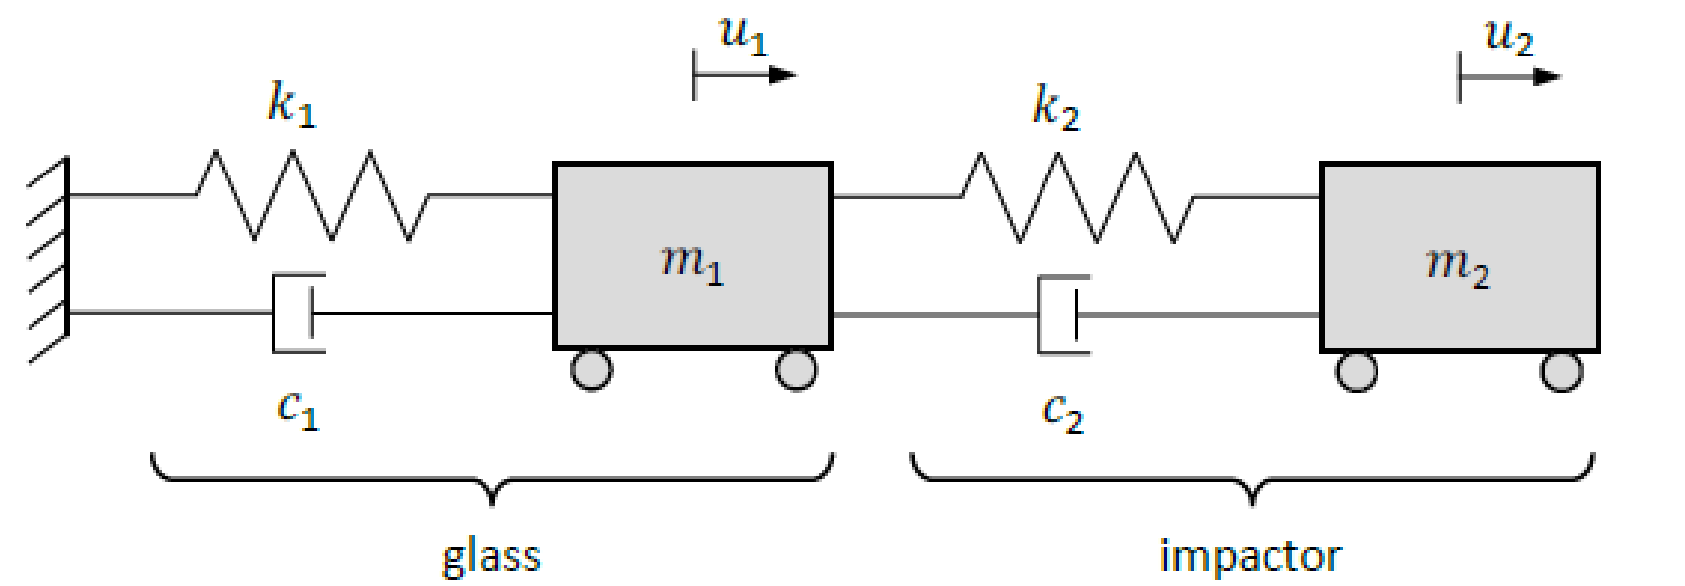 u₁ u₂
k₁ k₂
m₁ m₂
c₁ c₂
glass impactor